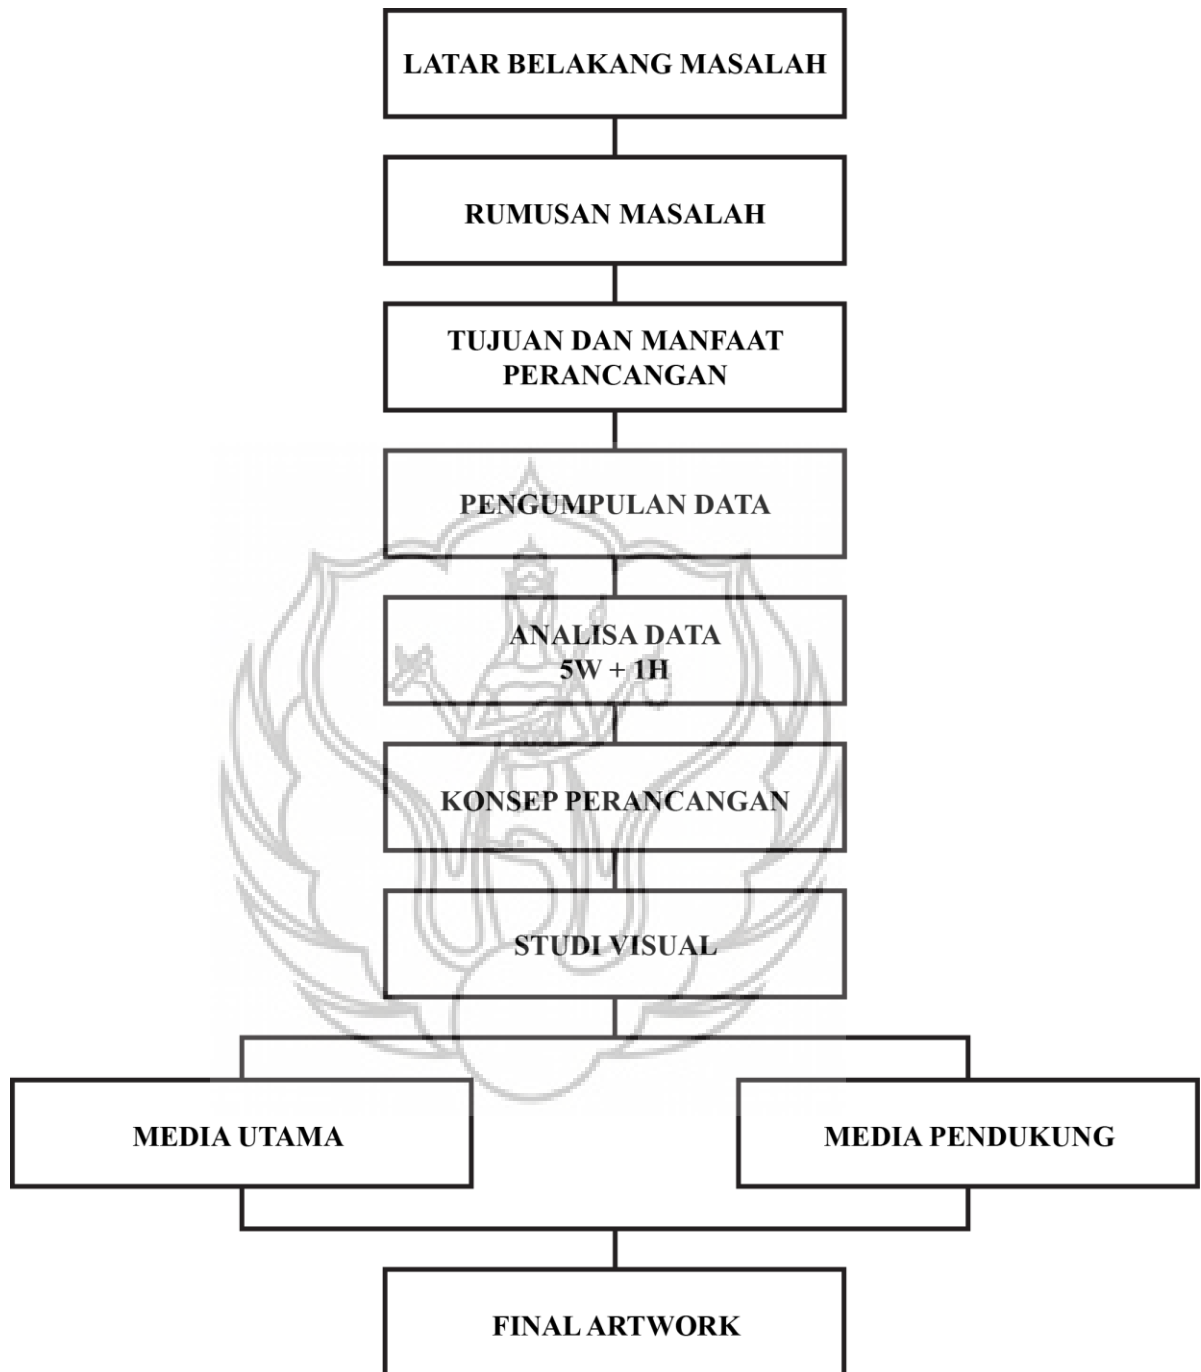 LATAR BELAKANG MASALAH
RUMUSAN MASALAH
TUJUAN DAN MANFAAT
PERANCANGAN
PENGUMPULAN DATA
ANALISA DATA
5W + 1H
KONSEP PERANCANGAN
STUDI VISUAL
MEDIA UTAMA
MEDIA PENDUKUNG
FINAL ARTWORK